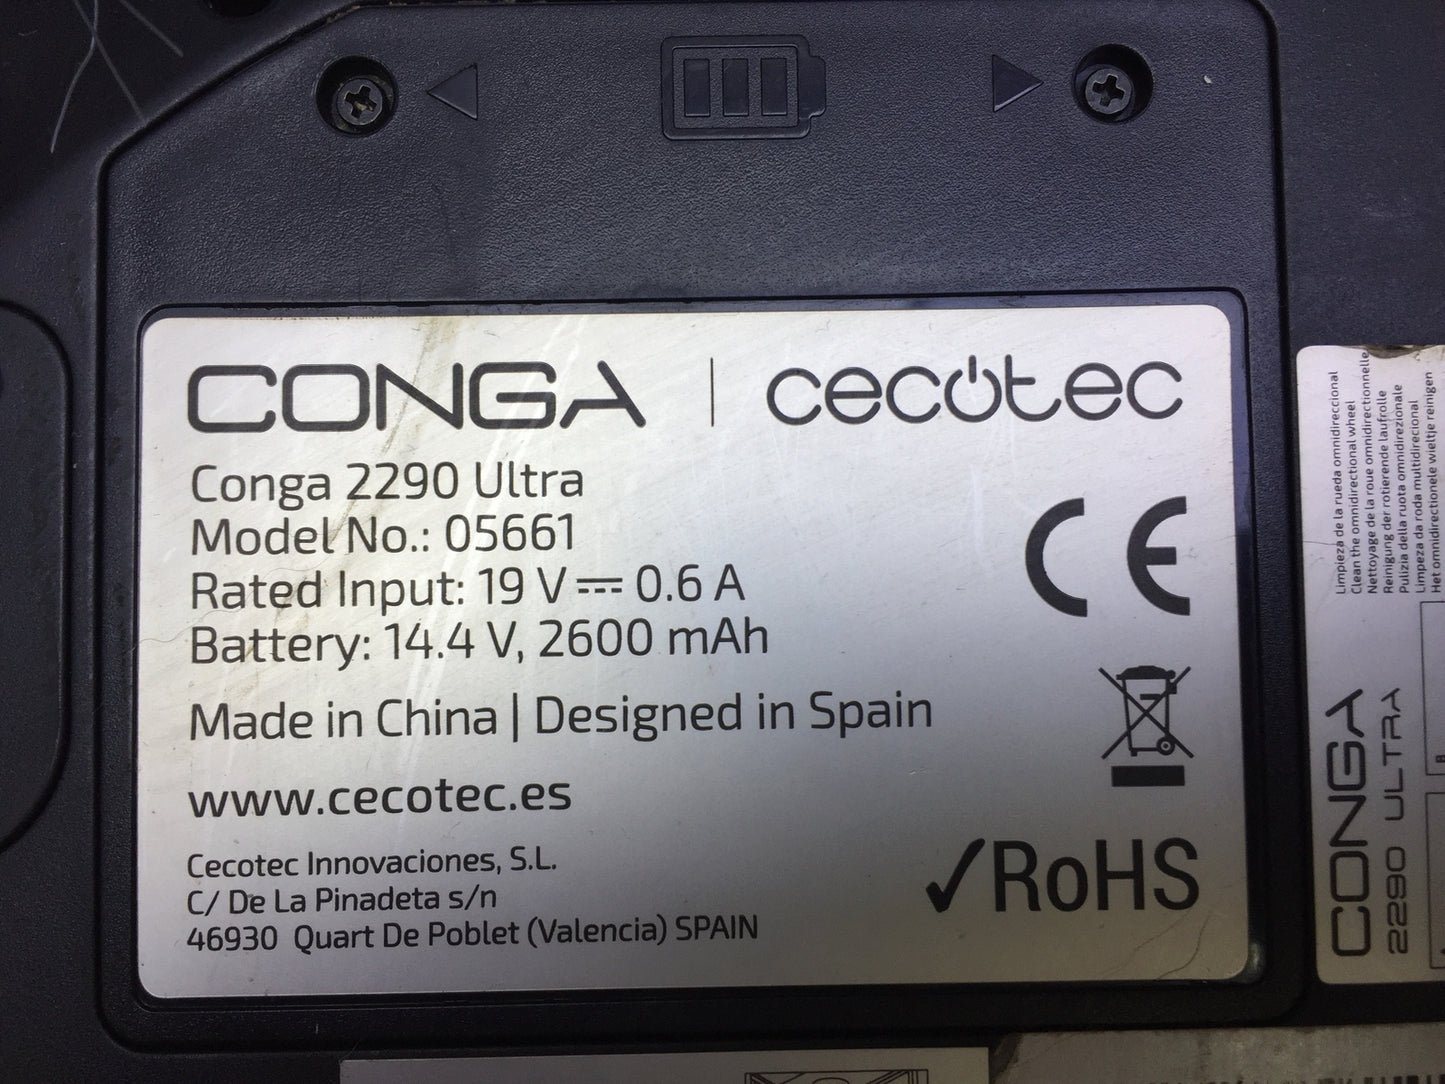 CONGA | cecotec
Conga 2290 Ultra
Model No.: 05661
Rated Input: 19 V⎓0.6 A
Battery: 14.4 V, 2600 mAh
Made in China | Designed in Spain
www.cecotec.es
Cecotec Innovaciones, S.L.
C/ De La Pinadeta s/n
46930 Quart De Poblet (Valencia) SPAIN
CE
✓RoHS
Limpieza de la rueda omnidireccional
Clean the omnidirectional wheel
Nettoyage de la roue omnidirectionnelle
Reinigung der rotierende laufrolle
Pulizia della ruota omnidirezionale
Limpeza da roda multidirecional
Het omnidirectionele wieltje reinigen
CONGA
2290 ULTRA
B